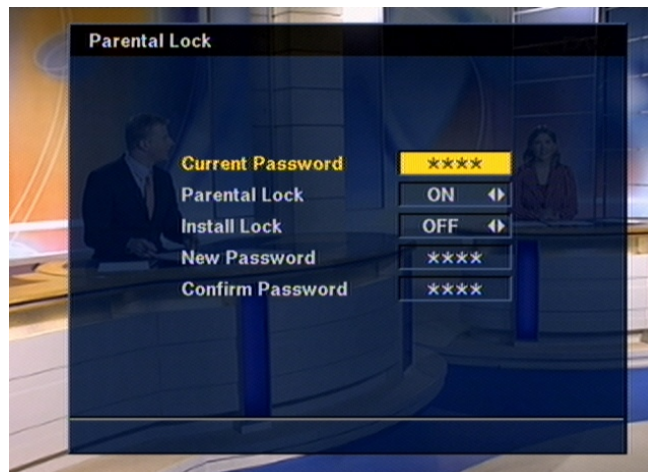 Parental Lock
Current Password ****
Parental Lock ON
Install Lock OFF
New Password ****
Confirm Password ****